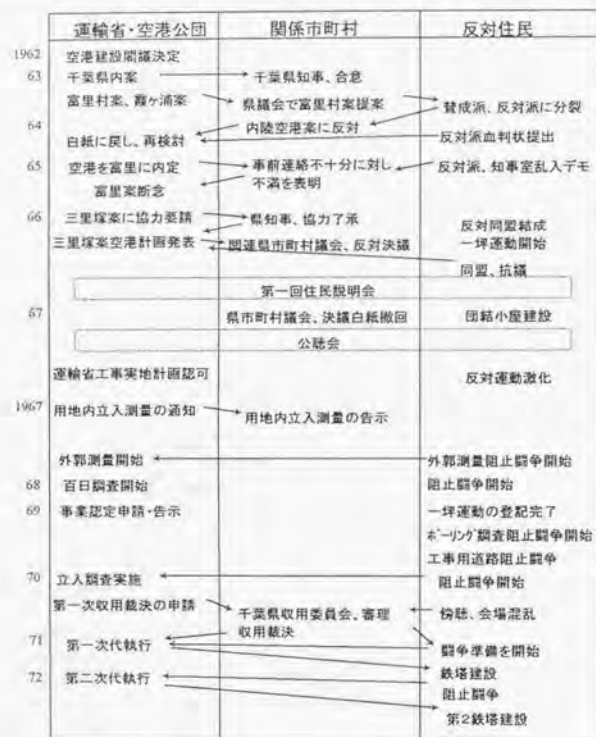 運輸省・空港公団 関係市町村 反対住民
1962 空港建設閣議決定
63 千葉県内案 千葉県知事、合意
富里村案、霞ヶ浦案 県議会で富里村案提案 賛成派、反対派に分裂
64 内陸空港案に反対
白紙に戻し、再検討 反対派血判状提出
65 空港を富里に内定 事前連絡不十分に対し 反対派、知事室乱入デモ
富里案断念 不満を表明
66 三里塚案に協力要請 県知事、協力了承 反対同盟結成
三里塚案空港計画発表 関連県市町村議会、反対決議 一坪運動開始
同盟、抗議
第一回住民説明会
67 県市町村議会、決議白紙撤回 団結小屋建設
公聴会
運輸省工事実地計画認可 反対運動激化
1967 用地内立入測量の通知 用地内立入測量の告示
外郭測量開始 外郭測量阻止闘争開始
68 百日調査開始 阻止闘争開始
69 事業認定申請・告示 一坪運動の登記完了
ボーリング調査阻止闘争開始
工事用道路阻止闘争
70 立入調査実施 阻止闘争開始
第一次収用裁決の申請 千葉県収用委員会、審理 傍聴、会場混乱
収用裁決
71 第一次代執行 闘争準備を開始
鉄塔建設
72 第二次代執行 阻止闘争
第2鉄塔建設